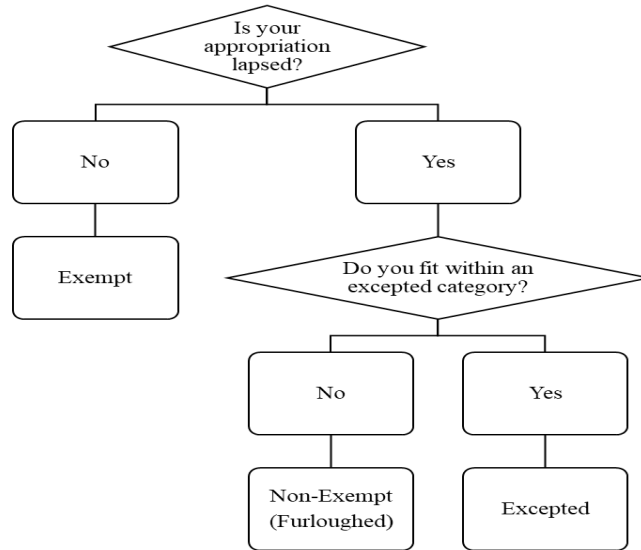 Is your
appropriation
lapsed?
No
Yes
Exempt
Do you fit within an
excepted category?
No
Yes
Non-Exempt
(Furloughed)
Excepted